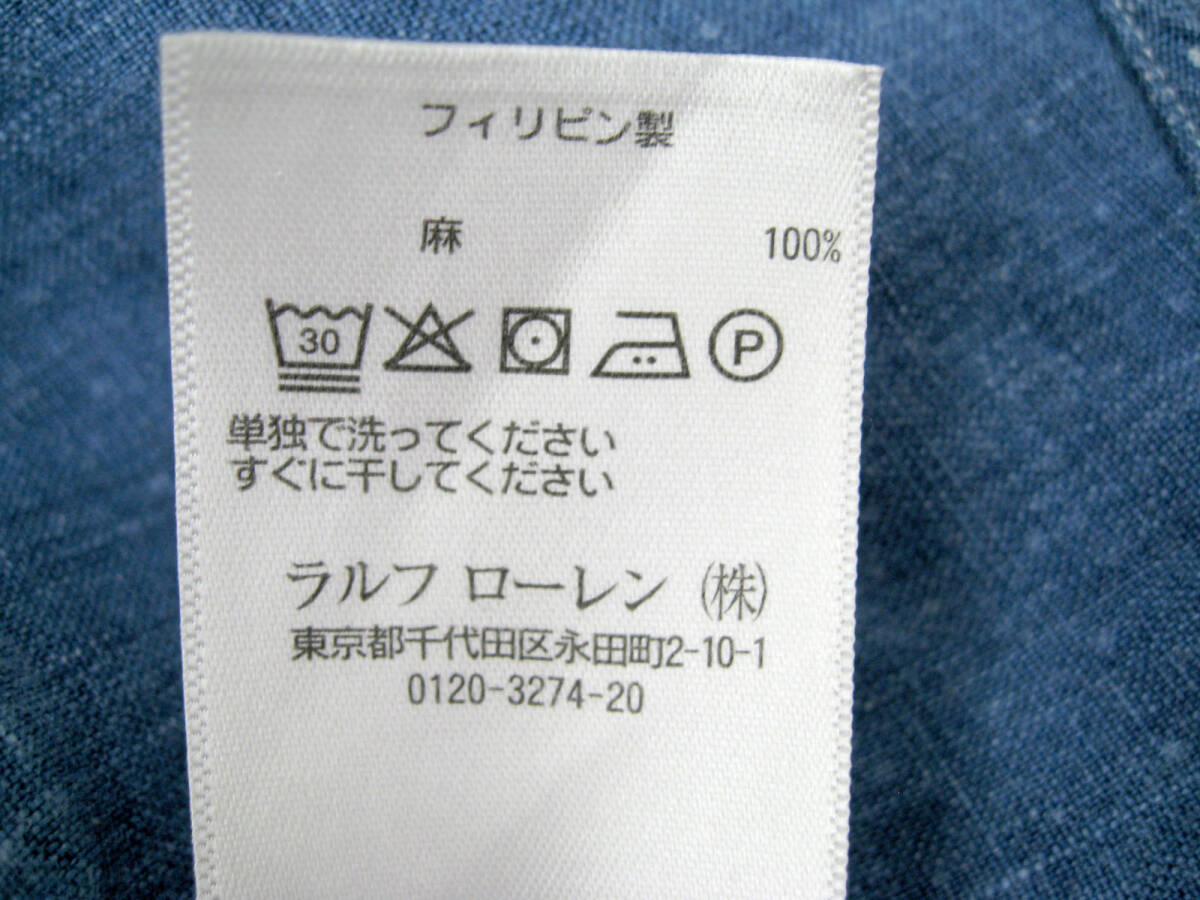 フィリピン製
麻 100%
30 P
単独で洗ってください
すぐに干してください
ラルフ ローレン (株)
東京都千代田区永田町2-10-1
0120-3274-20